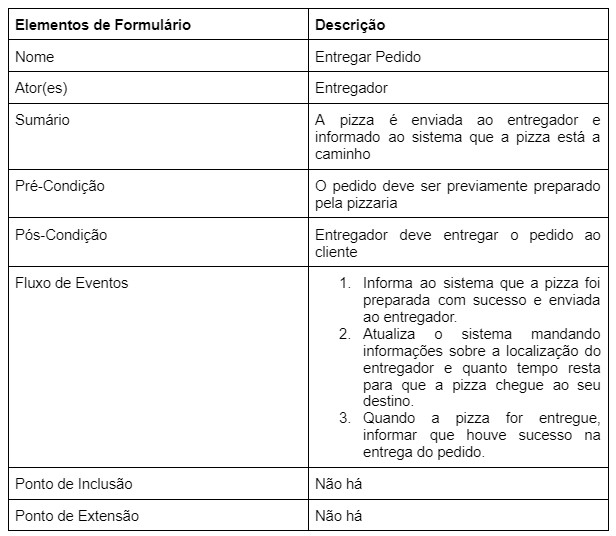 Elementos de Formulário
Descrição
Nome
Entregar Pedido
Ator(es)
Entregador
Sumário
A pizza é enviada ao entregador e
informado ao sistema que a pizza está a
caminho
Pré-Condição
O pedido deve ser previamente preparado
pela pizzaria
Pós-Condição
Entregador deve entregar o pedido ao
cliente
Fluxo de Eventos
1. Informa ao sistema que a pizza foi
preparada com sucesso e enviada
ao entregador.
2. Atualiza o sistema mandando
informações sobre a localização do
entregador e quanto tempo resta
para que a pizza chegue ao seu
destino.
3. Quando a pizza for entregue,
informar que houve sucesso na
entrega do pedido.
Ponto de Inclusão
Não há
Ponto de Extensão
Não há